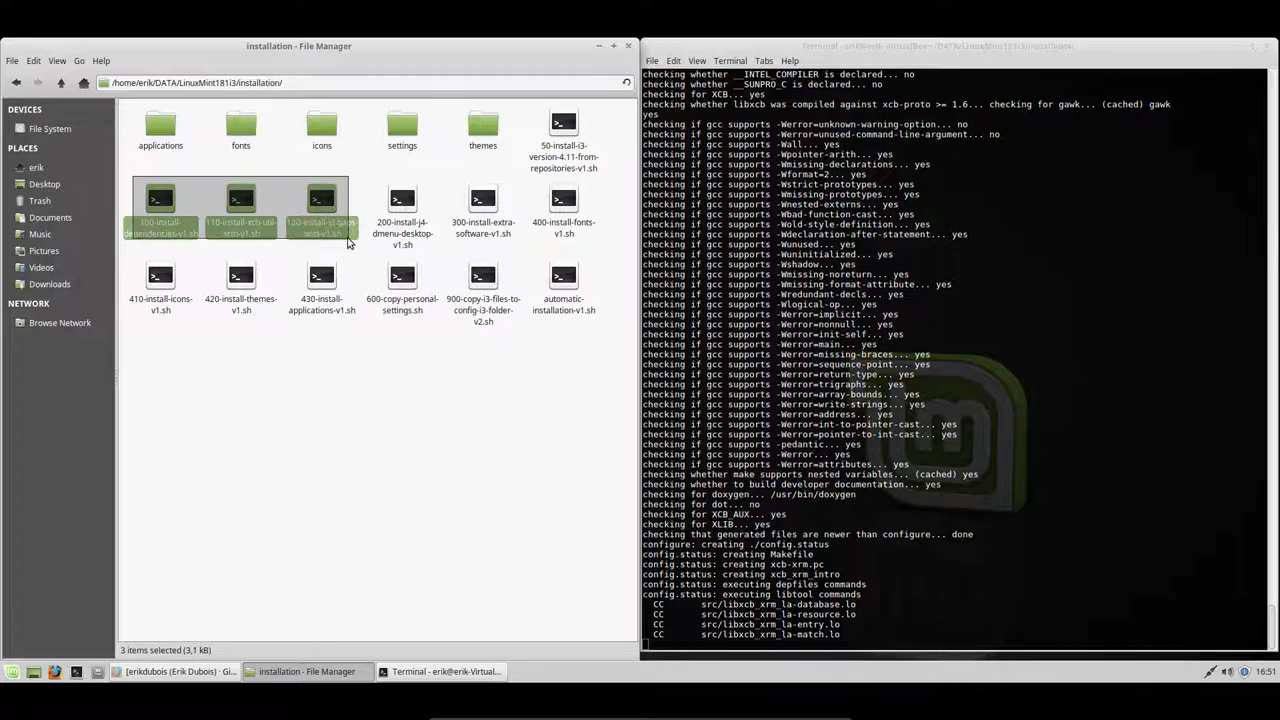 installation - File Manager
File Edit View Go Help
/home/erik/DATA/LinuxMint181i3/installation/
DEVICES
File System
PLACES
erik
Desktop
Trash
Documents
Music
Pictures
Videos
Downloads
NETWORK
Browse Network
applications
fonts
icons
settings
themes
50-install-i3-
version-4.11-from-
repositories-v1.sh
100-install-
dependenties-v1.sh
110-install-xcb-util-
xrm-v1.sh
120-install-i3-gaps
200-install-j4-
dmenu-desktop-
v1.sh
300-install-extra-
software-v1.sh
400-install-fonts-
v1.sh
410-install-icons-
v1.sh
420-install-themes-
v1.sh
430-install-
applications-v1.sh
600-copy-personal-
settings.sh
900-copy-i3-files-to-
config-i3-folder-
v2.sh
automatic-
installation-v1.sh
3 items selected (3,1 kB)
File Edit View Terminal Tabs Help
checking whether __INTEL_COMPILER is declared... no
checking whether __SUNPRO_C is declared... no
checking for XCB... yes
checking whether libxcb was compiled against xcb-proto >= 1.6... checking for gawk... (cached) gawk
yes
checking if gcc supports -Werror=unknown-warning-option... no
checking if gcc supports -Werror=unused-command-line-argument... no
checking if gcc supports -Wall... yes
checking if gcc supports -Wpointer-arith... yes
checking if gcc supports -Wmissing-declarations... yes
checking if gcc supports -Wformat=2... yes
checking if gcc supports -Wstrict-prototypes... yes
checking if gcc supports -Wmissing-prototypes... yes
checking if gcc supports -Wnested-externs... yes
checking if gcc supports -Wbad-function-cast... yes
checking if gcc supports -Wold-style-definition... yes
checking if gcc supports -Wdeclaration-after-statement... yes
checking if gcc supports -Wunused... yes
checking if gcc supports -Wuninitialized... yes
checking if gcc supports -Wshadow... yes
checking if gcc supports -Wmissing-noreturn... yes
checking if gcc supports -Wmissing-format-attribute... yes
checking if gcc supports -Wredundant-decls... yes
checking if gcc supports -Wlogical-op... yes
checking if gcc supports -Werror=implicit... yes
checking if gcc supports -Werror=nonnull... yes
checking if gcc supports -Werror=init-self... yes
checking if gcc supports -Werror=main... yes
checking if gcc supports -Werror=missing-braces... yes
checking if gcc supports -Werror=sequence-point... yes
checking if gcc supports -Werror=return-type... yes
checking if gcc supports -Werror=trigraphs... yes
checking if gcc supports -Werror=array-bounds... yes
checking if gcc supports -Werror=write-strings... yes
checking if gcc supports -Werror=address... yes
checking if gcc supports -Werror=int-to-pointer-cast... yes
checking if gcc supports -Werror=pointer-to-int-cast... yes
checking if gcc supports -pedantic... yes
checking if gcc supports -Werror... yes
checking if gcc supports -Werror=attributes... yes
checking whether make supports nested variables... (cached) yes
checking whether to build developer documentation... yes
checking for doxygen... /usr/bin/doxygen
checking for dot... no
checking for XCB_AUX... yes
checking for XLIB... yes
checking that generated files are newer than configure... done
configure: creating ./config.status
config.status: creating Makefile
config.status: creating xcb-xrm.pc
config.status: creating xcb_xrm_intro
config.status: executing depfiles commands
config.status: executing libtool commands
CC src/libxcb_xrm_la-database.lo
CC src/libxcb_xrm_la-resource.lo
CC src/libxcb_xrm_la-entry.lo
CC src/libxcb_xrm_la-match.lo
[erikdubois (Erik Dubois) · Gi...
installation - File Manager
Terminal - erik@erik-Virtual...
16:51